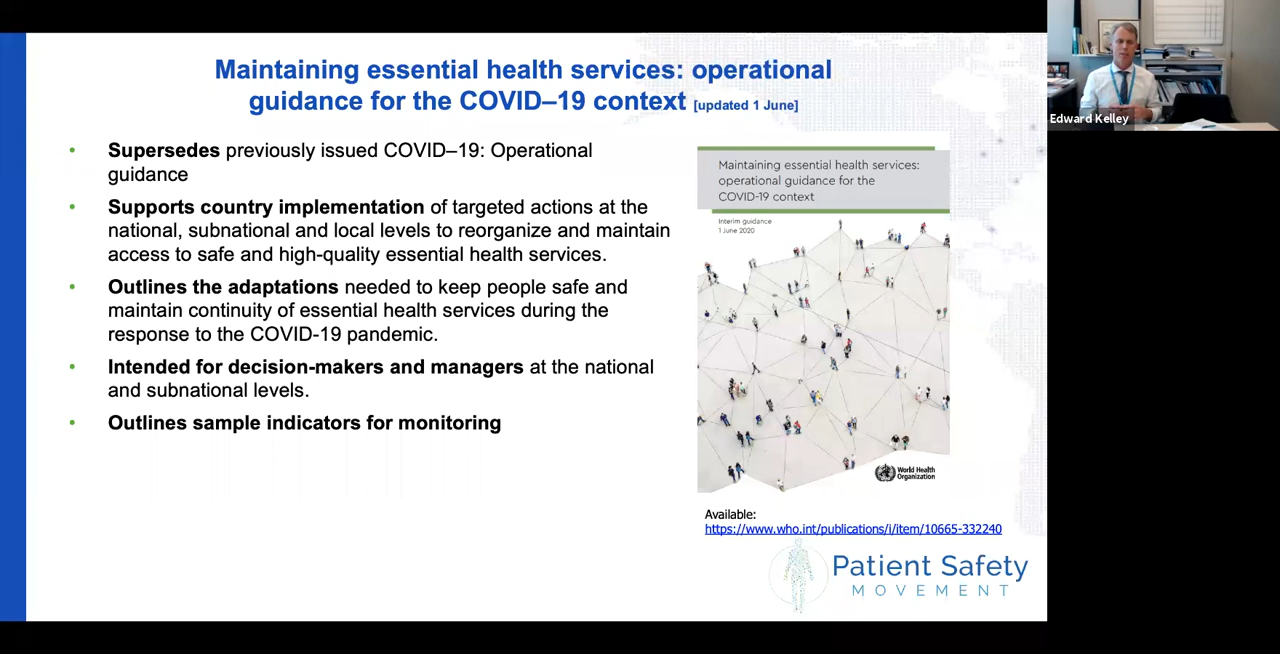 Maintaining essential health services: operational
guidance for the COVID–19 context [updated 1 June]
Edward Kelley
Supersedes previously issued COVID–19: Operational
guidance
Supports country implementation of targeted actions at the
national, subnational and local levels to reorganize and maintain
access to safe and high-quality essential health services.
Outlines the adaptations needed to keep people safe and
maintain continuity of essential health services during the
response to the COVID-19 pandemic.
Intended for decision-makers and managers at the national
and subnational levels.
Outlines sample indicators for monitoring
Maintaining essential health services:
operational guidance for the
COVID-19 context
Interim guidance
1 June 2020
World Health
Organization
Available:
https://www.who.int/publications/i/item/10665-332240
Patient Safety
MOVEMENT